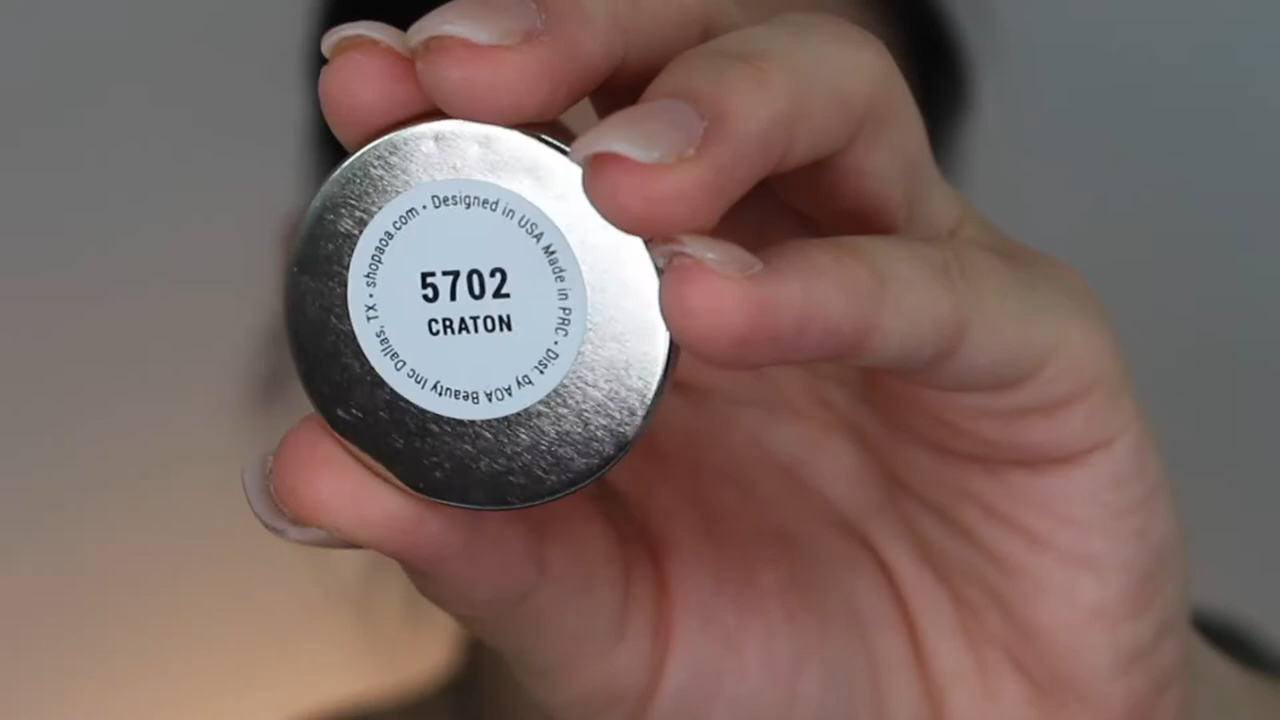 5702
CRATON
shopaoa.com • Designed in USA Made in PRC • Dist. by AOA Beauty Inc Dallas, TX •